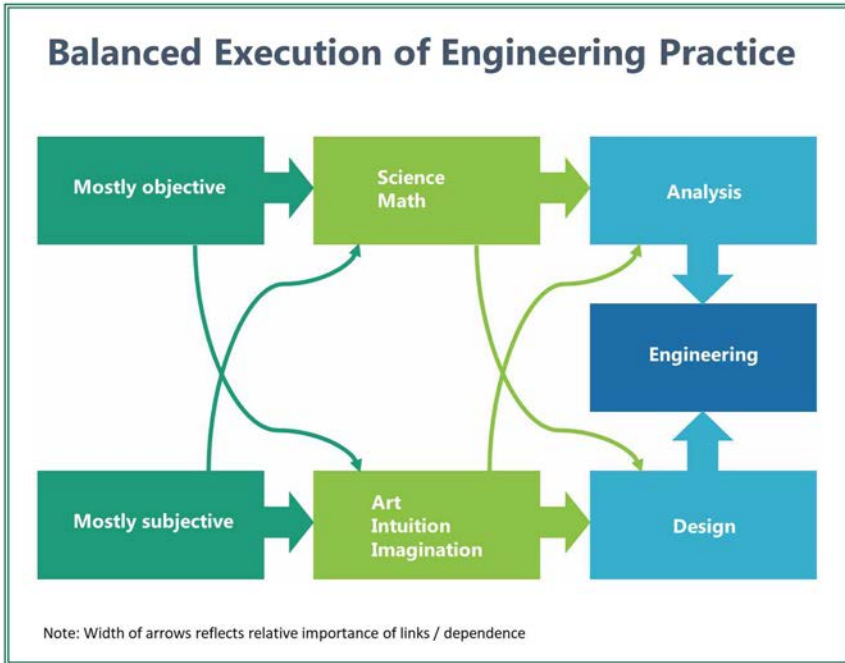 Balanced Execution of Engineering Practice
Mostly objective
Science
Math
Analysis
Engineering
Mostly subjective
Art
Intuition
Imagination
Design
Note: Width of arrows reflects relative importance of links / dependence